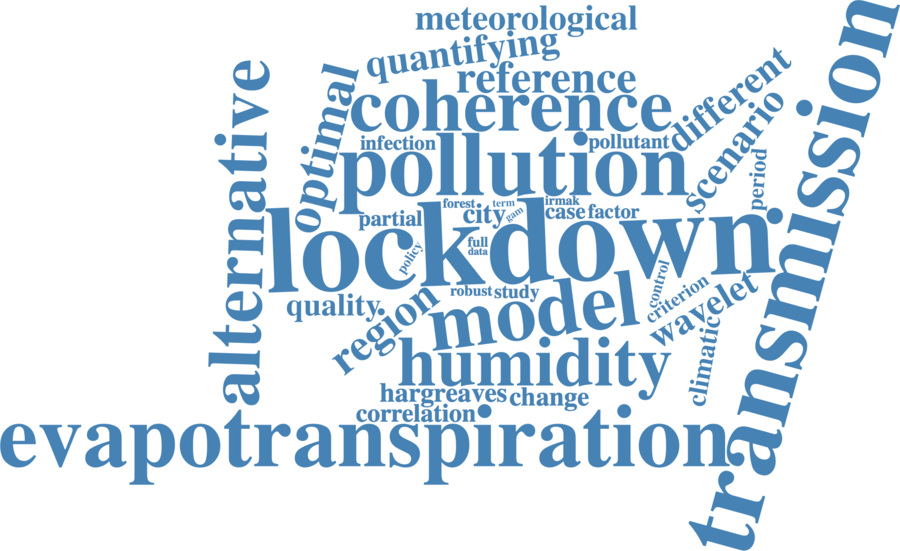 meteorological
quantifying
reference
coherence
different
alternative
optimal
infection
pollutant
scenario
pollution
period
transmission
forest
term
irmak
partial
city
gam
case factor
lockdown
full
data
policy
control
robust study
criterion
quality
region
model
wavelet
climatic
humidity
hargreaves change
correlation
evapotranspiration